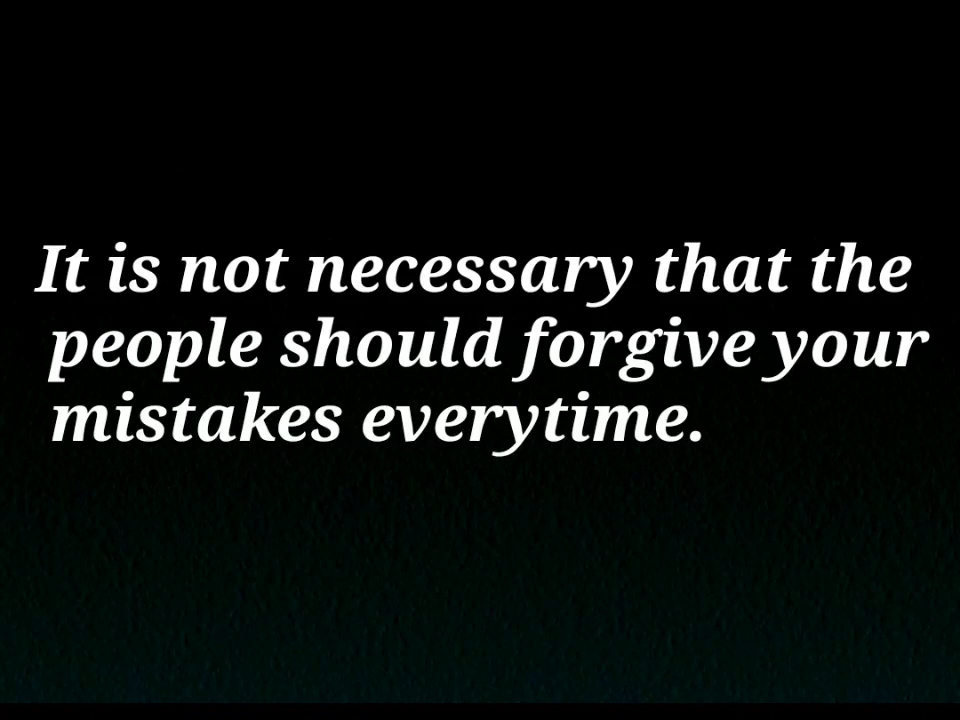 It is not necessary that the
people should forgive your
mistakes everytime.